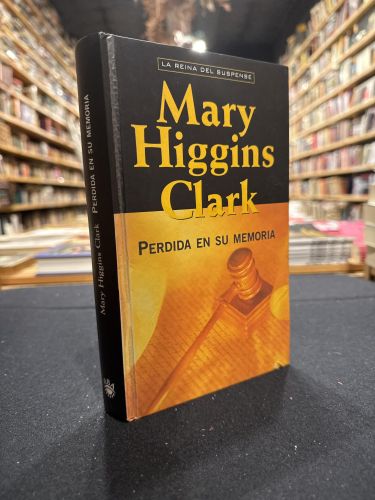 LA REINA DEL SUSPENSE
Mary
Higgins
Clark
PERDIDA EN SU MEMORIA
Mary Higgins Clark PERDIDA EN SU MEMORIA